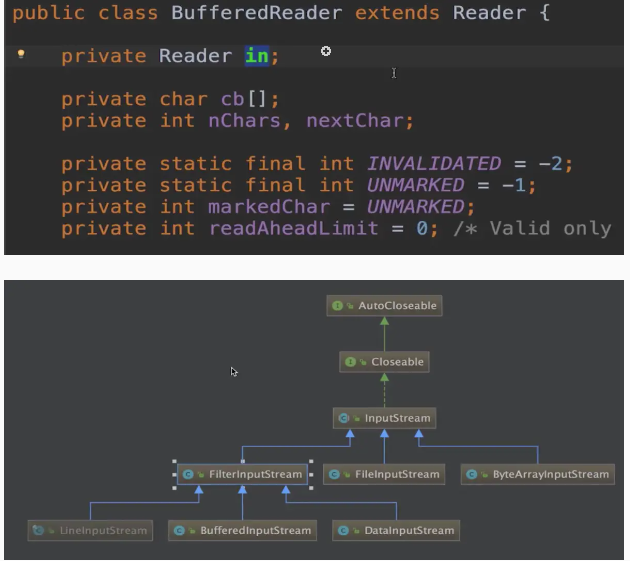 public class BufferedReader extends Reader {
private Reader in;
private char cb[];
private int nChars, nextChar;
private static final int INVALIDATED = -2;
private static final int UNMARKED = -1;
private int markedChar = UNMARKED;
private int readAheadLimit = 0; /* Valid only
AutoCloseable
Closeable
InputStream
FilterInputStream
FileInputStream
ByteArrayInputStream
LineInputStream
BufferedInputStream
DataInputStream